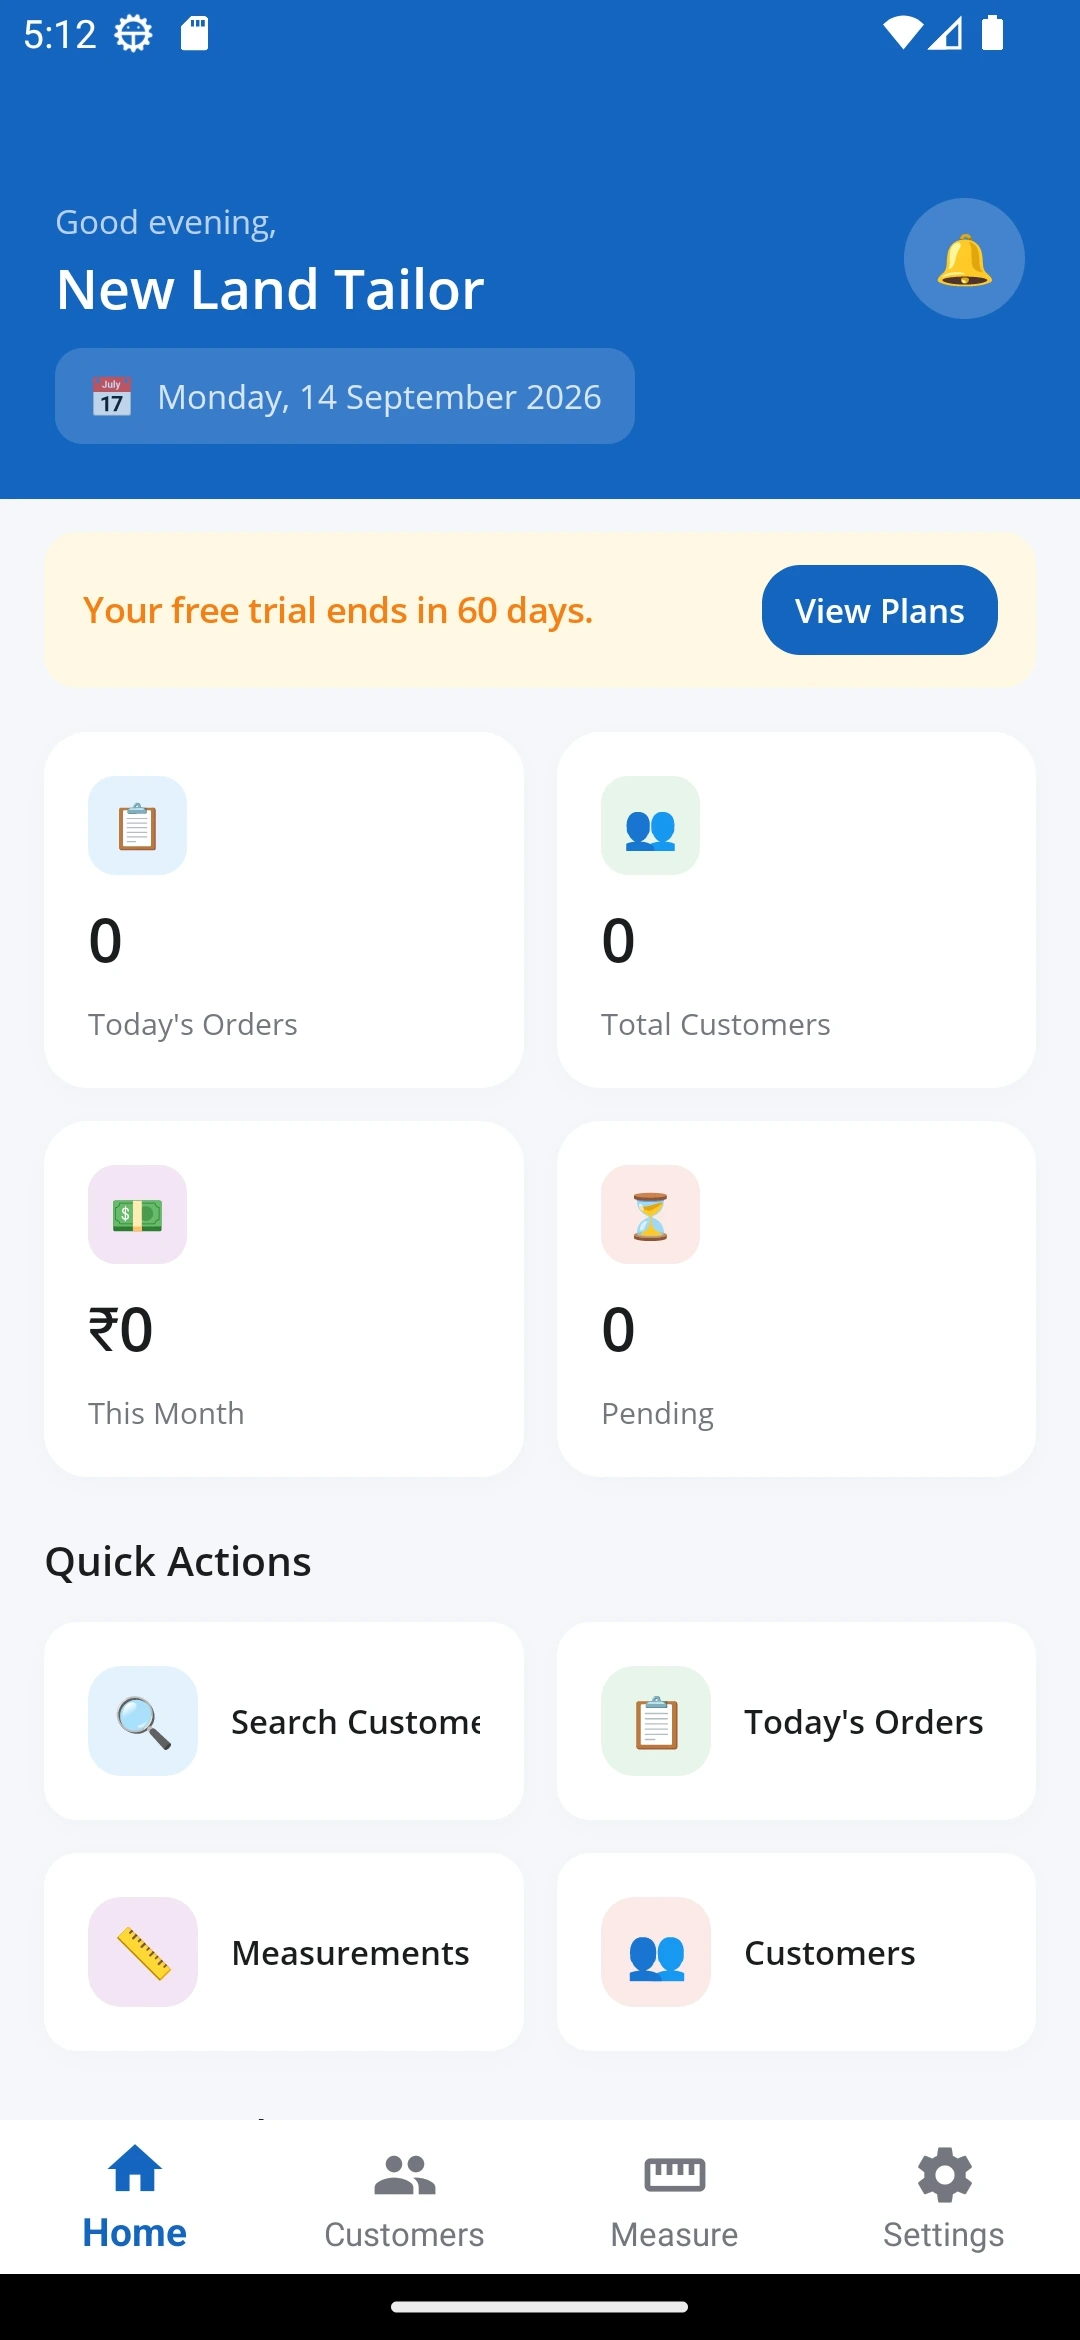 5:12
Good evening,
New Land Tailor
July
17
Monday, 14 September 2026
Your free trial ends in 60 days.
View Plans
0
Today's Orders
0
Total Customers
₹0
This Month
0
Pending
Quick Actions
Search Custome
Today's Orders
Measurements
Customers
Home
Customers
Measure
Settings